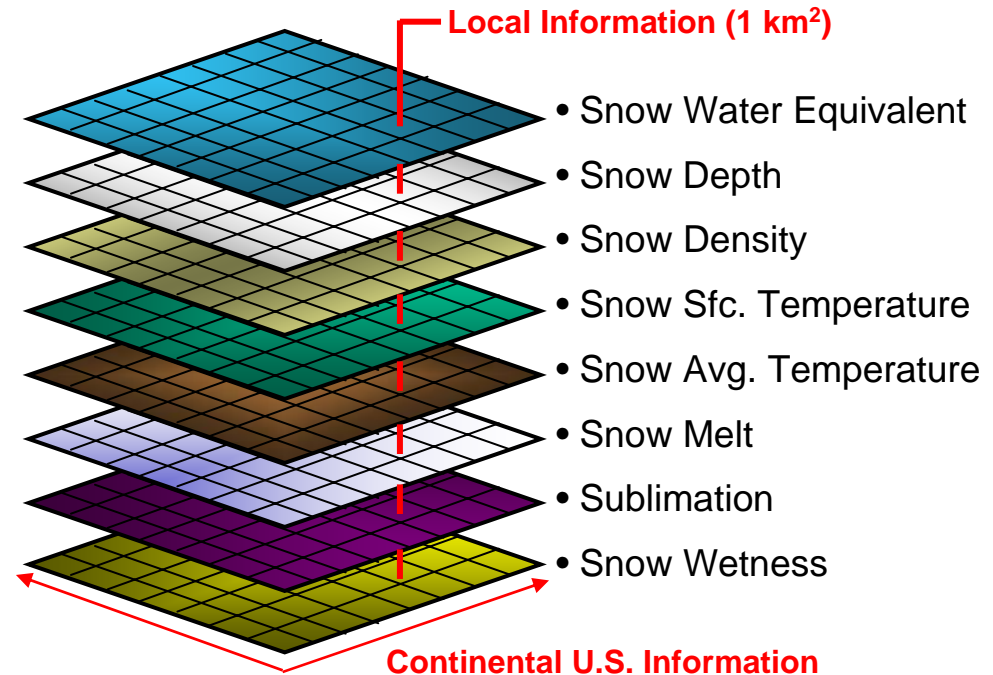 Local Information (1 km²)
• Snow Water Equivalent
• Snow Depth
• Snow Density
• Snow Sfc. Temperature
• Snow Avg. Temperature
• Snow Melt
• Sublimation
• Snow Wetness
Continental U.S. Information